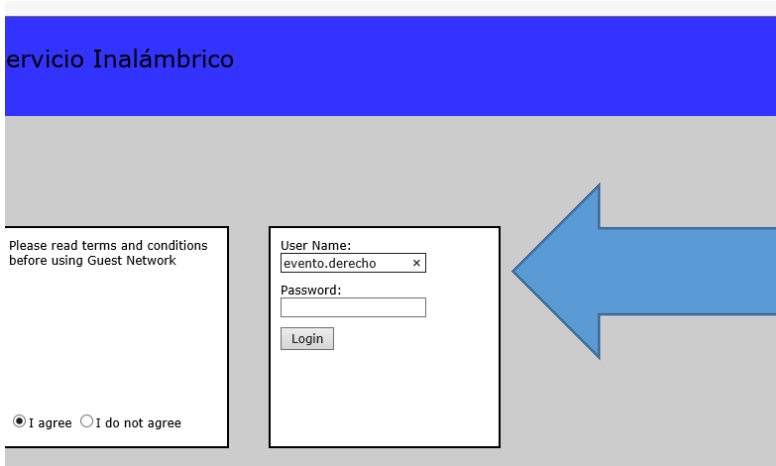 ervicio Inalámbrico
Please read terms and conditions
before using Guest Network
I agree I do not agree
User Name:
evento.derecho ×
Password:
Login